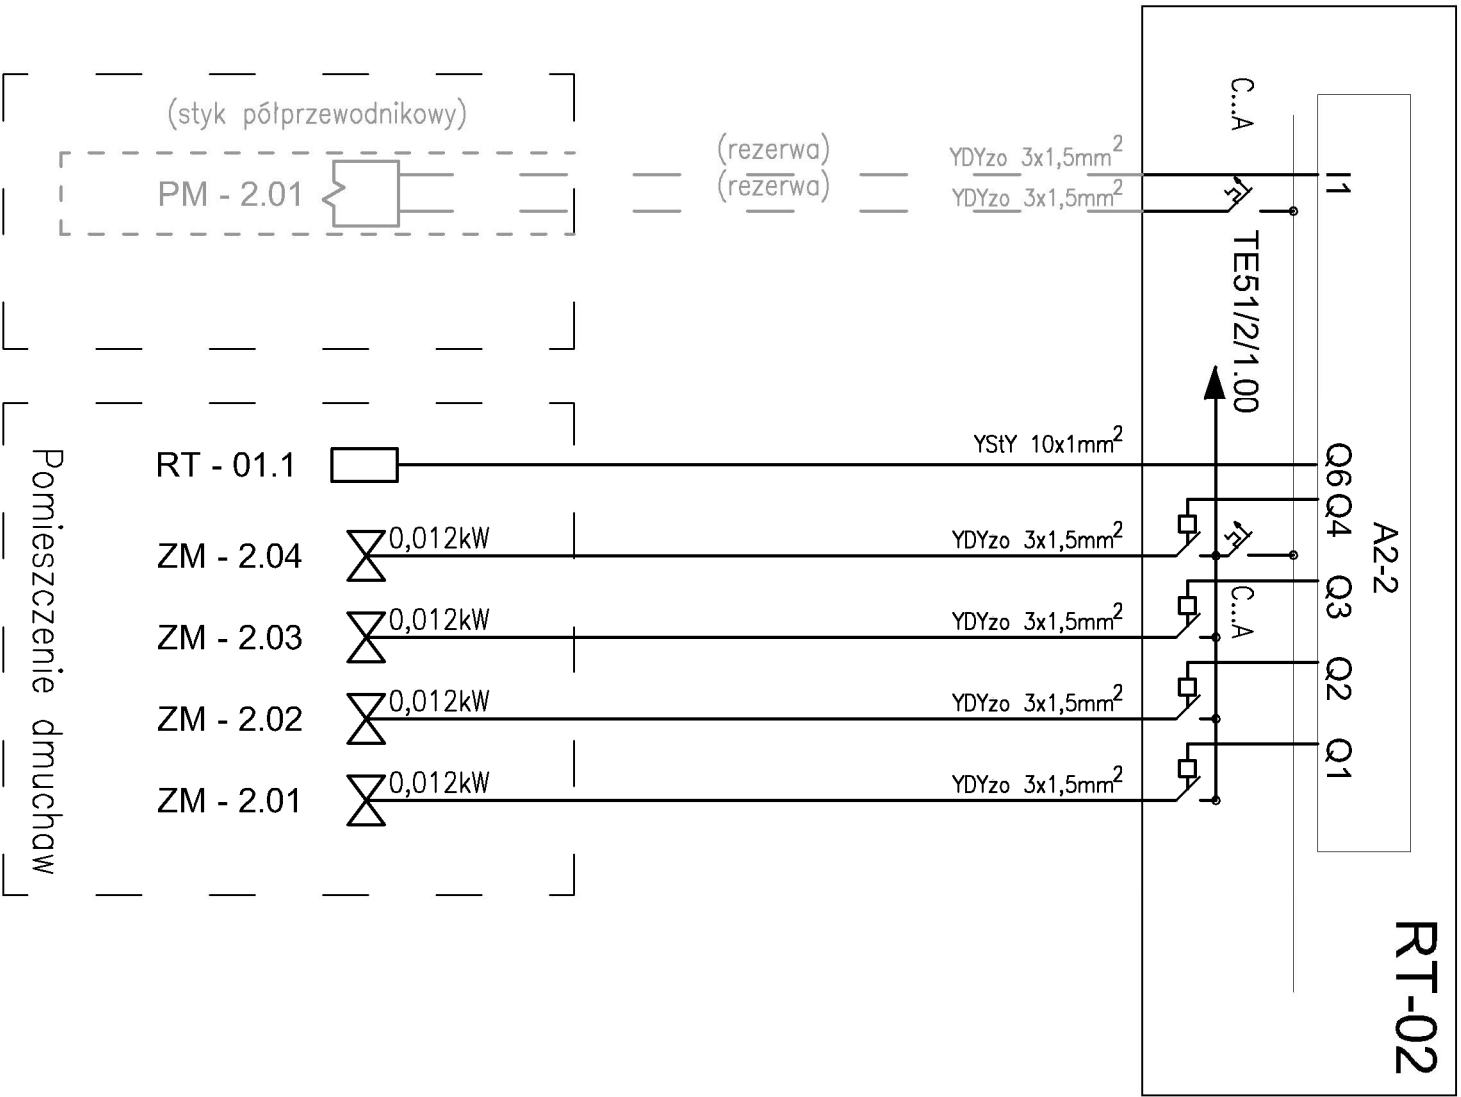 (styk półprzewodnikowy)
PM - 2.01
(rezerwa)
(rezerwa)
YDYzo 3x1,5mm²
YDYzo 3x1,5mm²
C...A
I1
TE51/2/1.00
RT - 01.1
YStY 10x1mm²
Q6
ZM - 2.04
0,012kW
YDYzo 3x1,5mm²
Q4
ZM - 2.03
0,012kW
YDYzo 3x1,5mm²
Q3
C...A
ZM - 2.02
0,012kW
YDYzo 3x1,5mm²
Q2
ZM - 2.01
0,012kW
YDYzo 3x1,5mm²
Q1
A2-2
Pomieszczenie dmuchaw
RT-02